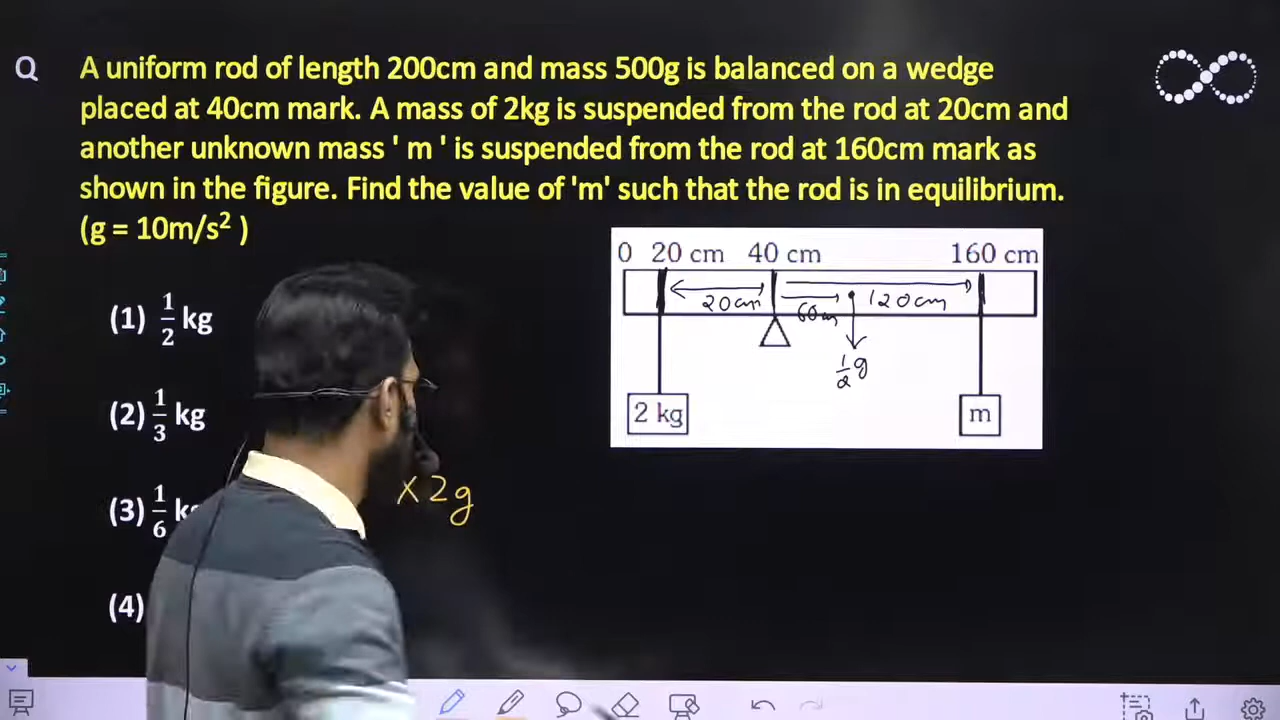 Q A uniform rod of length 200cm and mass 500g is balanced on a wedge
placed at 40cm mark. A mass of 2kg is suspended from the rod at 20cm and
another unknown mass ' m ' is suspended from the rod at 160cm mark as
shown in the figure. Find the value of 'm' such that the rod is in equilibrium.
(g = 10m/s² )
0 20 cm 40 cm 160 cm
20cm 60cm 120cm
1/2 g
2 kg m
(1) 1/2 kg
(2) 1/3 kg
(3) 1/6
(4)
×2g